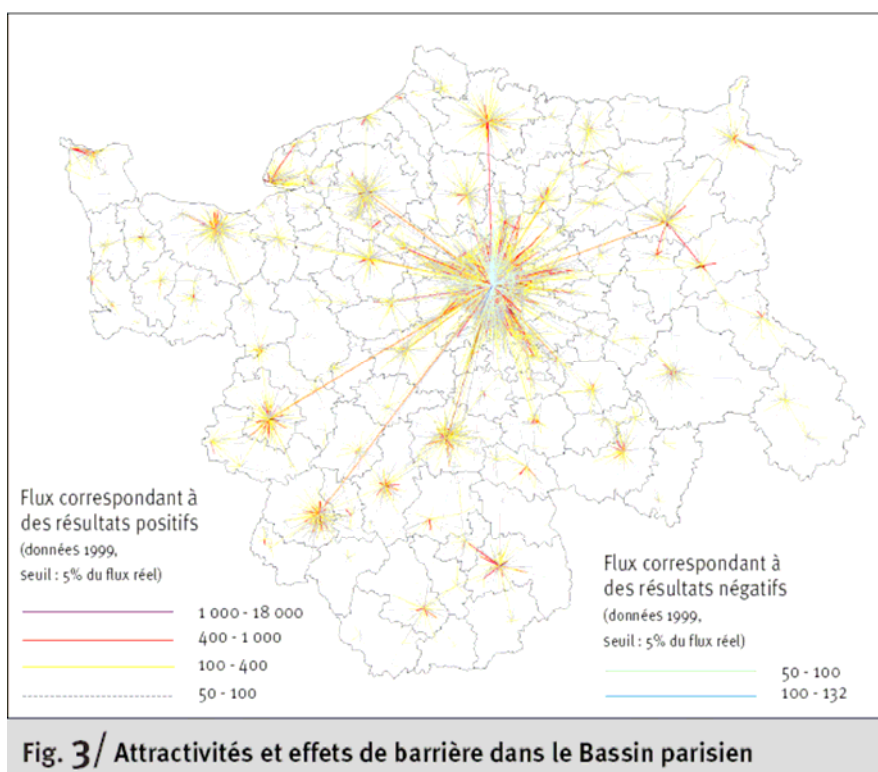 Flux correspondant à
des résultats positifs
(données 1999,
seuil : 5% du flux réel)
1 000 - 18 000
400 - 1 000
100 - 400
50 - 100
Flux correspondant à
des résultats négatifs
(données 1999,
seuil : 5% du flux réel)
50 - 100
100 - 132
Fig. 3/ Attractivités et effets de barrière dans le Bassin parisien